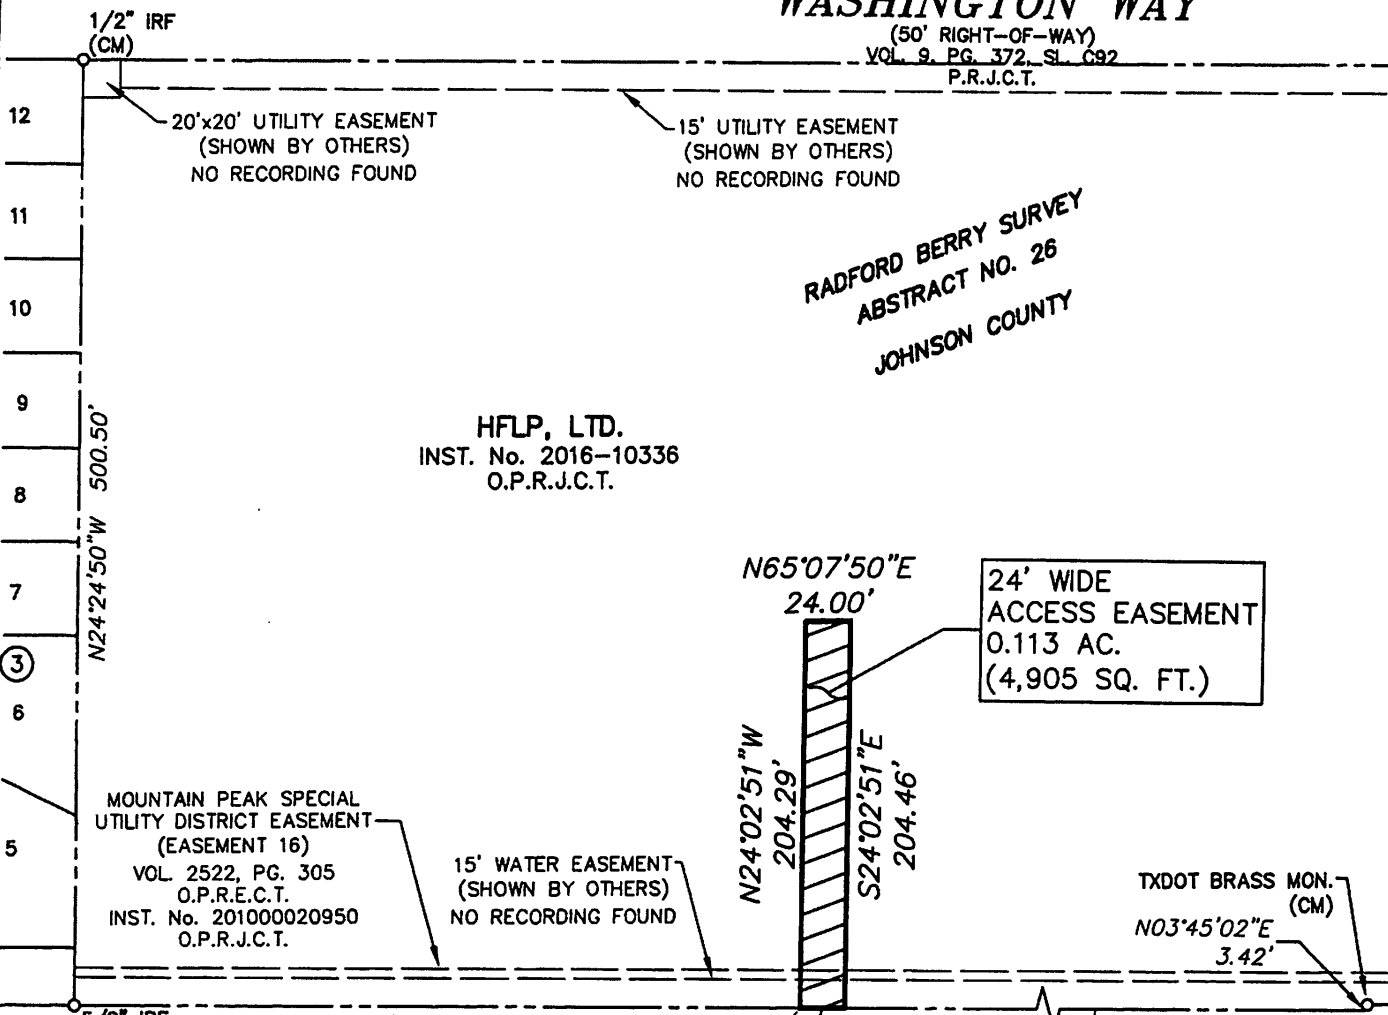 WASHINGTON WAY
(50' RIGHT-OF-WAY)
VOL. 9, PG. 372, SL. C92
P.R.J.C.T.
1/2" IRF
(CM)
12
11
10
9
8
7
3
6
5
20'x20' UTILITY EASEMENT
(SHOWN BY OTHERS)
NO RECORDING FOUND
15' UTILITY EASEMENT
(SHOWN BY OTHERS)
NO RECORDING FOUND
RADFORD BERRY SURVEY
ABSTRACT NO. 26
JOHNSON COUNTY
N24°24'50"W 500.50'
HFLP, LTD.
INST. No. 2016-10336
O.P.R.J.C.T.
N65°07'50"E
24.00'
24' WIDE
ACCESS EASEMENT
0.113 AC.
(4,905 SQ. FT.)
N24°02'51"W
204.29'
S24°02'51"E
204.46'
MOUNTAIN PEAK SPECIAL
UTILITY DISTRICT EASEMENT
(EASEMENT 16)
VOL. 2522, PG. 305
O.P.R.E.C.T.
INST. No. 201000020950
O.P.R.J.C.T.
15' WATER EASEMENT
(SHOWN BY OTHERS)
NO RECORDING FOUND
TXDOT BRASS MON.
(CM)
N03°45'02"E
3.42'
5/8" IRF